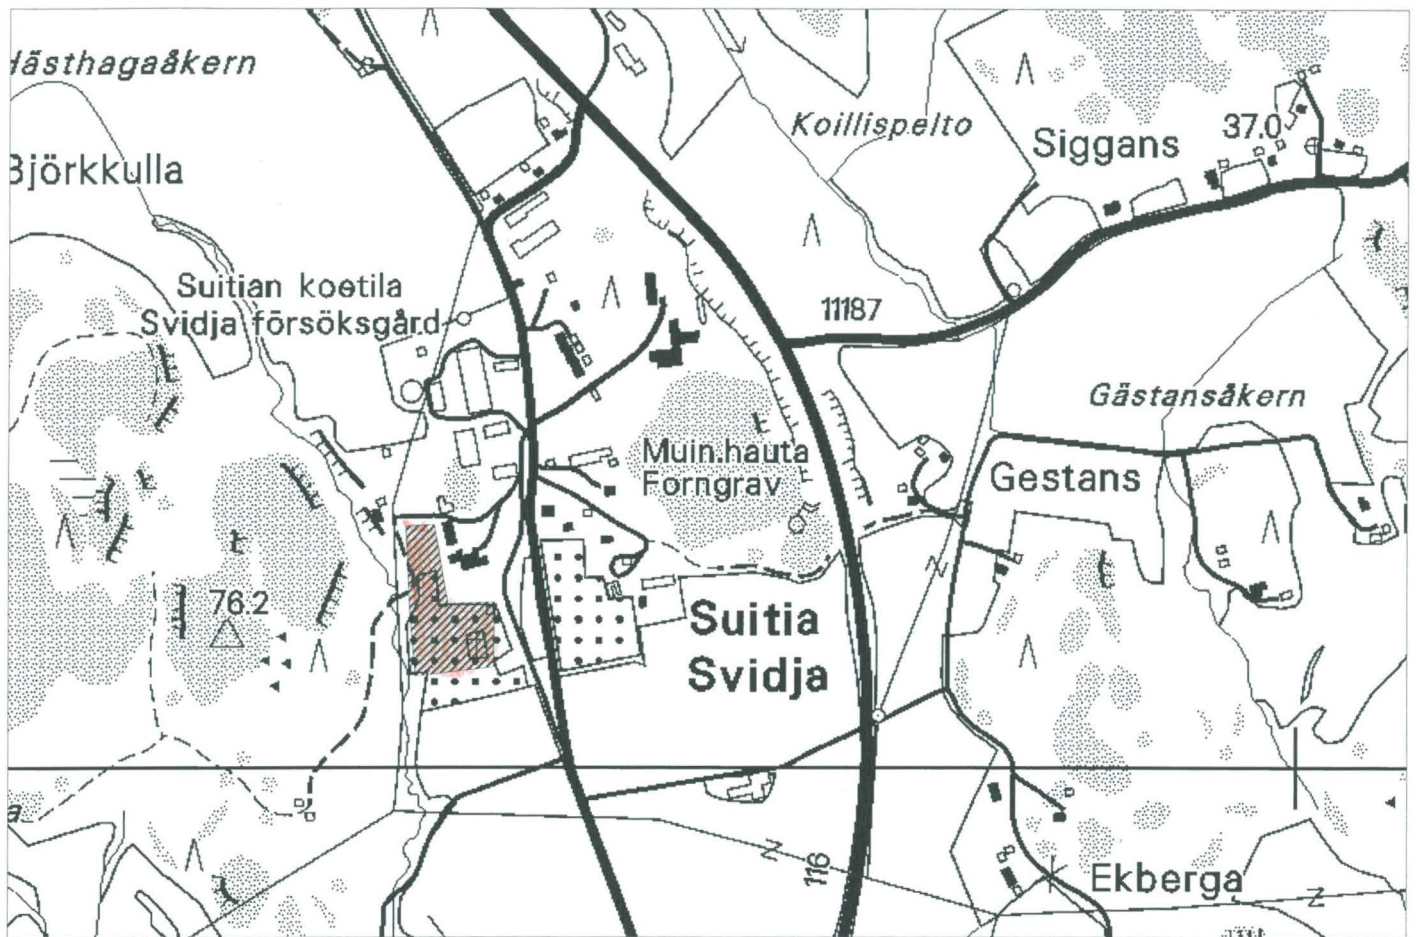 Hästhagaåkern
Koillispelto
Siggans
37.0
Björkkulla
Suitian koetila
Svidja försöksgård
11187
Gästansåkern
Muin.hauta
Forngrav
Gestans
76.2
Suitia
Svidja
116
Ekberga